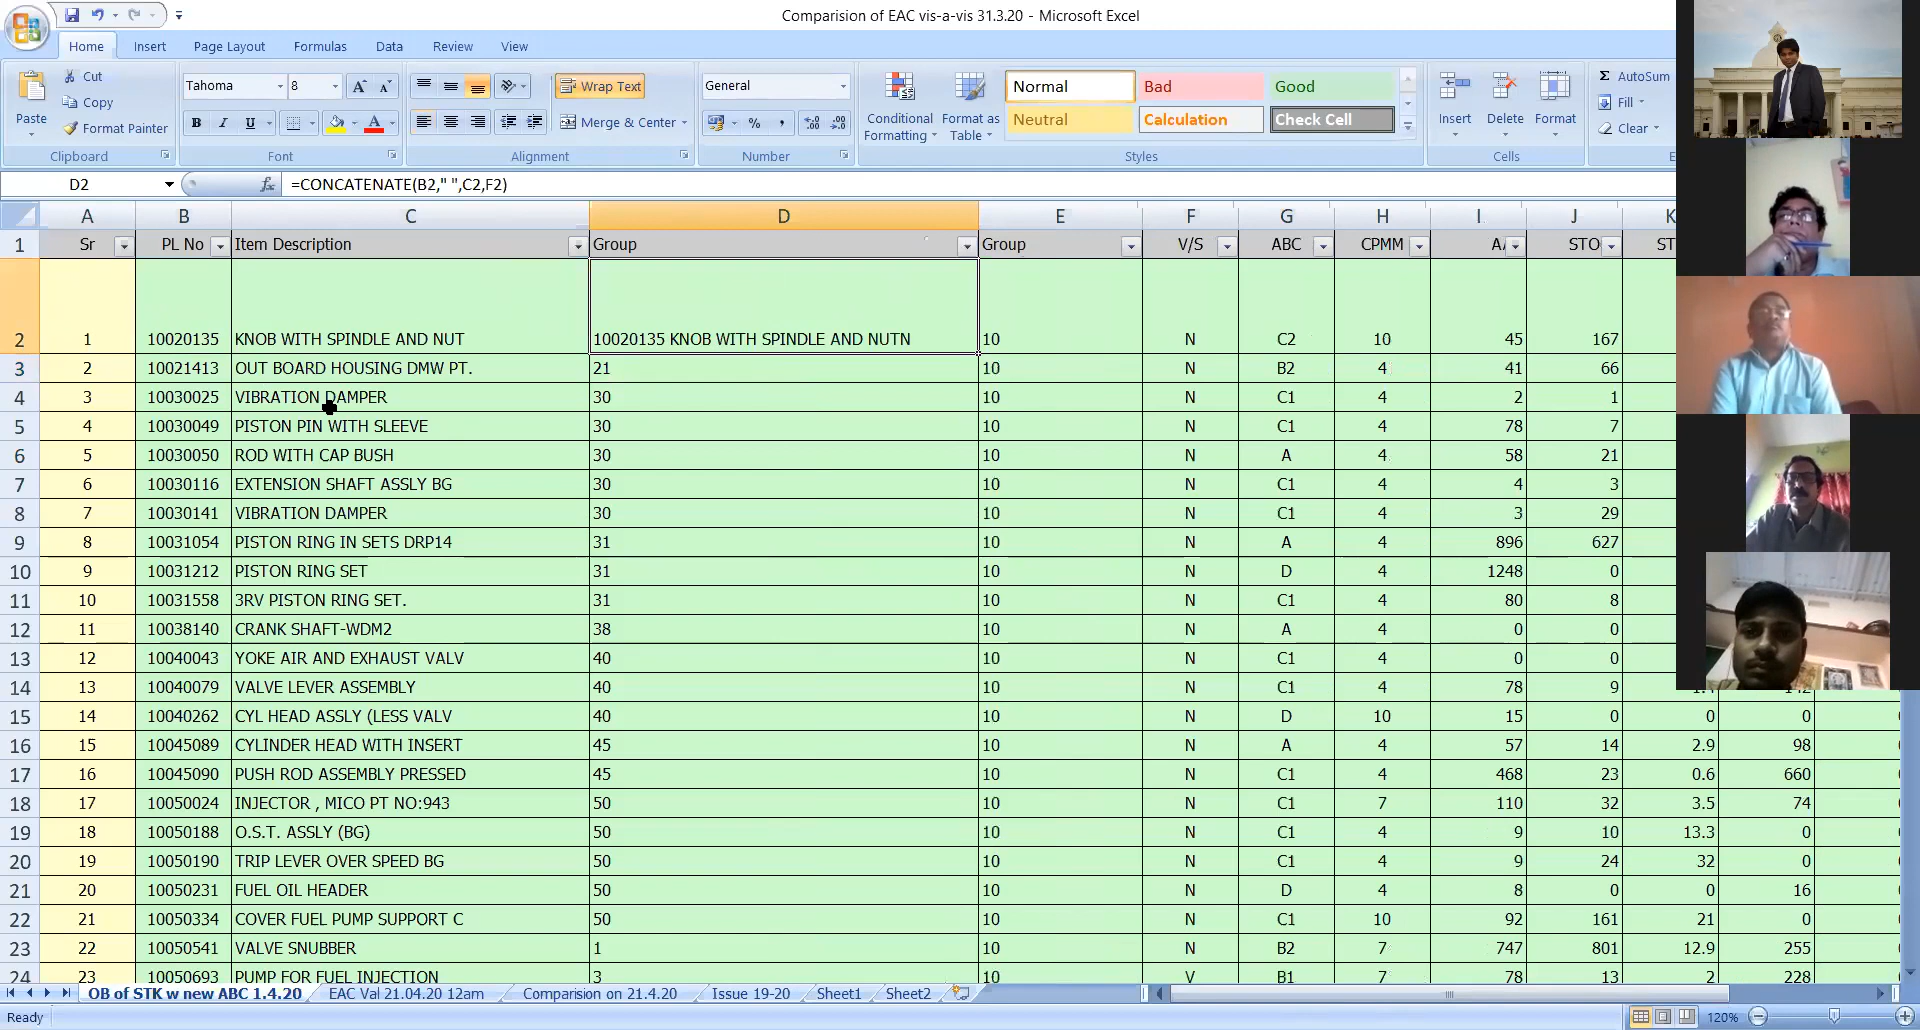 Comparision of EAC vis-a-vis 31.3.20 - Microsoft Excel
Home Insert Page Layout Formulas Data Review View
Paste Cut Copy Format Painter
Tahoma 8
B I U A
Wrap Text
Merge & Center
General
% ,
Conditional Formatting Format as Table
Normal Bad Good
Neutral Calculation Check Cell
Insert Delete Format
Σ AutoSum
Fill
Clear
Clipboard Font Alignment Number Styles Cells
D2 fx =CONCATENATE(B2," ",C2,F2)
A B C D E F G H I J K
1 Sr PL No Item Description Group Group V/S ABC CPMM STO ST
2 1 10020135 KNOB WITH SPINDLE AND NUT 10020135 KNOB WITH SPINDLE AND NUTN 10 N C2 10 45 167
3 2 10021413 OUT BOARD HOUSING DMW PT. 21 10 N B2 4 41 66
4 3 10030025 VIBRATION DAMPER 30 10 N C1 4 2 1
5 4 10030049 PISTON PIN WITH SLEEVE 30 10 N C1 4 78 7
6 5 10030050 ROD WITH CAP BUSH 30 10 N A 4 58 21
7 6 10030116 EXTENSION SHAFT ASSLY BG 30 10 N C1 4 4 3
8 7 10030141 VIBRATION DAMPER 30 10 N C1 4 3 29
9 8 10031054 PISTON RING IN SETS DRP14 31 10 N A 4 896 627
10 9 10031212 PISTON RING SET 31 10 N D 4 1248 0
11 10 10031558 3RV PISTON RING SET. 31 10 N C1 4 80 8
12 11 10038140 CRANK SHAFT-WDM2 38 10 N A 4 0 0
13 12 10040043 YOKE AIR AND EXHAUST VALV 40 10 N C1 4 0 0
14 13 10040079 VALVE LEVER ASSEMBLY 40 10 N C1 4 78 9
15 14 10040262 CYL HEAD ASSLY (LESS VALV 40 10 N D 10 15 0 0 0
16 15 10045089 CYLINDER HEAD WITH INSERT 45 10 N A 4 57 14 2.9 98
17 16 10045090 PUSH ROD ASSEMBLY PRESSED 45 10 N C1 4 468 23 0.6 660
18 17 10050024 INJECTOR , MICO PT NO:943 50 10 N C1 7 110 32 3.5 74
19 18 10050188 O.S.T. ASSLY (BG) 50 10 N C1 4 9 10 13.3 0
20 19 10050190 TRIP LEVER OVER SPEED BG 50 10 N C1 4 9 24 32 0
21 20 10050231 FUEL OIL HEADER 50 10 N D 4 8 0 0 16
22 21 10050334 COVER FUEL PUMP SUPPORT C 50 10 N C1 10 92 161 21 0
23 22 10050541 VALVE SNUBBER 1 10 N B2 7 747 801 12.9 255
24 23 10050693 PUMP FOR FUEL INJECTION 3 10 V B1 7 78 13 2 228
OB of STK w new ABC 1.4.20 EAC Val 21.04.20 12am Comparision on 21.4.20 Issue 19-20 Sheet1 Sheet2
Ready 120%